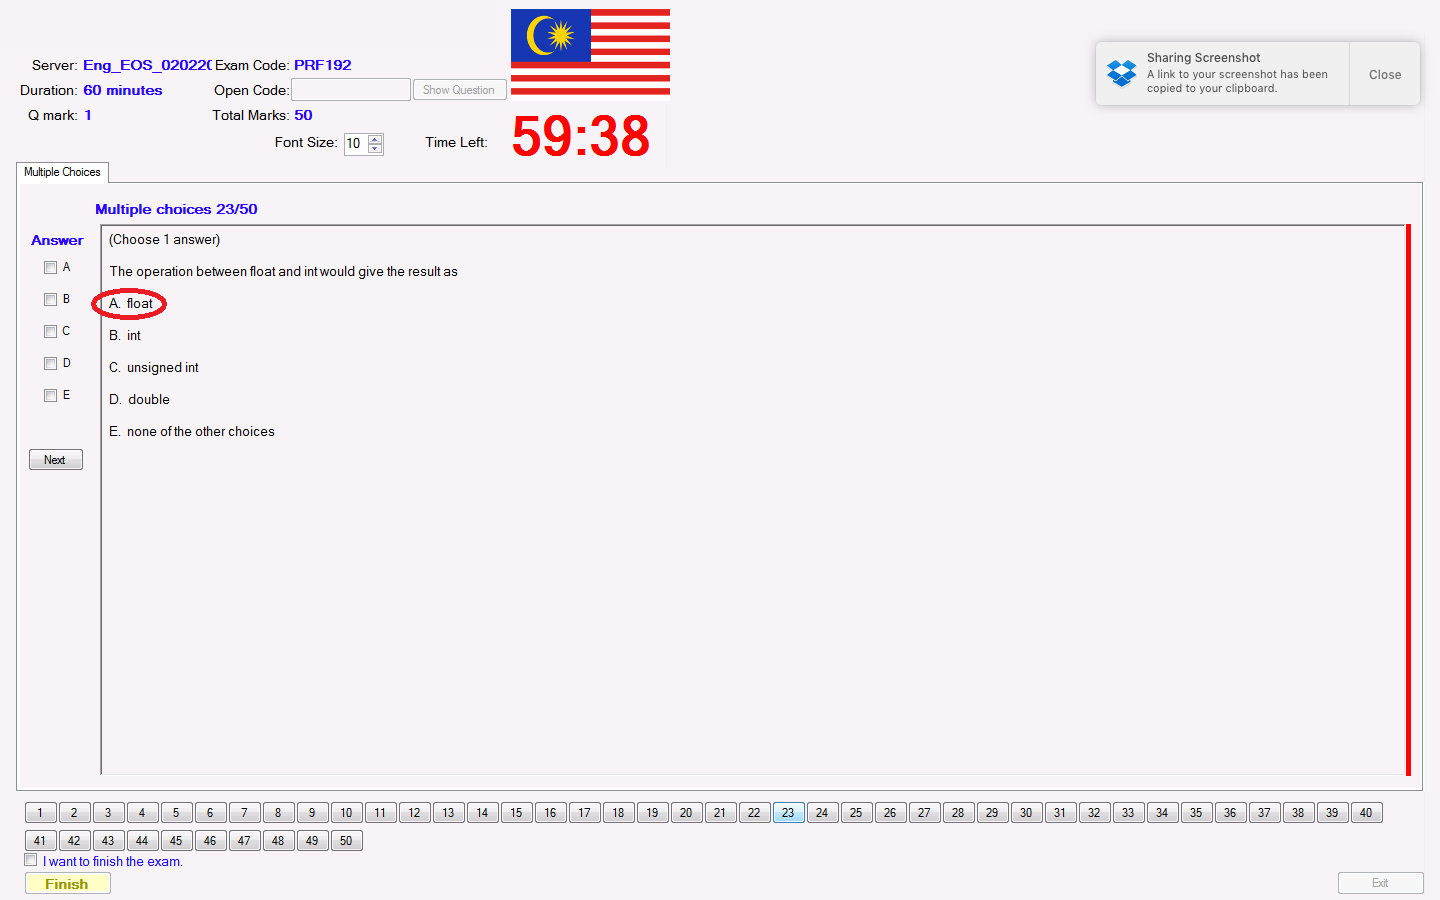 Server: Eng_EOS_020220 Exam Code: PRF192
Duration: 60 minutes Open Code: Show Question
Q mark: 1 Total Marks: 50
Font Size: 10 Time Left: 59:38
Sharing Screenshot
A link to your screenshot has been
copied to your clipboard.
Close
Multiple Choices
Multiple choices 23/50
Answer
A
B
C
D
E
Next
(Choose 1 answer)
The operation between float and int would give the result as
A. float
B. int
C. unsigned int
D. double
E. none of the other choices
1 2 3 4 5 6 7 8 9 10 11 12 13 14 15 16 17 18 19 20 21 22 23 24 25 26 27 28 29 30 31 32 33 34 35 36 37 38 39 40
41 42 43 44 45 46 47 48 49 50
I want to finish the exam.
Finish
Exit